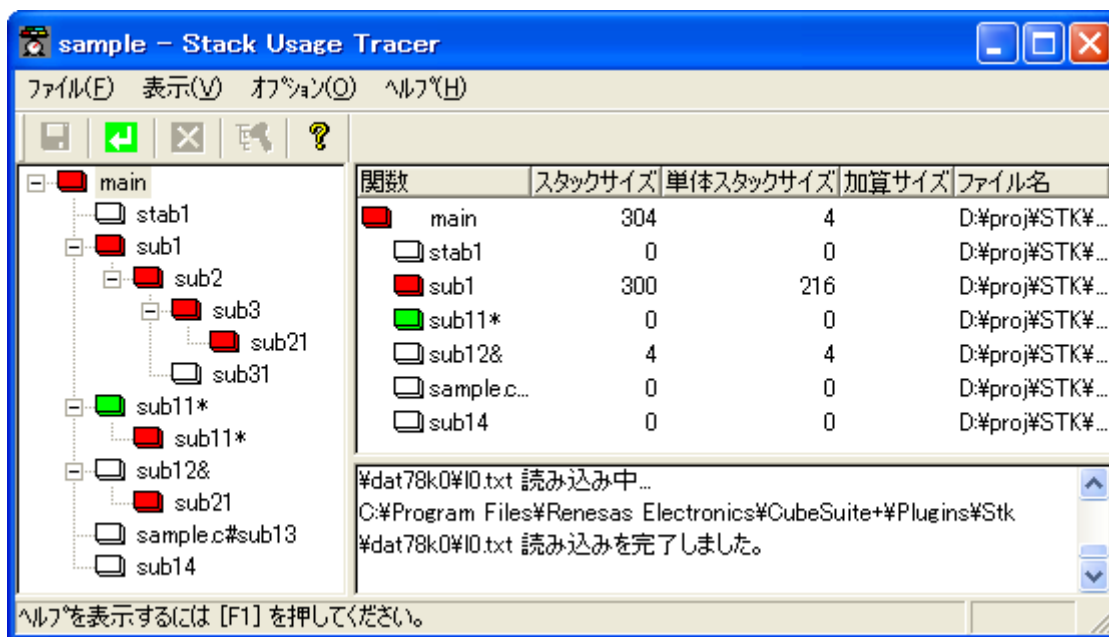 sample - Stack Usage Tracer
ファイル(F) 表示(V) オプション(O) ヘルプ(H)
main
stab1
sub1
sub2
sub3
sub21
sub31
sub11*
sub11*
sub12&
sub21
sample.c#sub13
sub14
関数 スタックサイズ 単体スタックサイズ 加算サイズ ファイル名
main 304 4 D:¥proj¥STK¥...
stab1 0 0 D:¥proj¥STK¥...
sub1 300 216 D:¥proj¥STK¥...
sub11* 0 0 D:¥proj¥STK¥...
sub12& 4 4 D:¥proj¥STK¥...
sample.c... 0 0 D:¥proj¥STK¥...
sub14 0 0 D:¥proj¥STK¥...
¥dat78k0¥l0.txt 読み込み中...
C:¥Program Files¥Renesas Electronics¥CubeSuite+¥Plugins¥Stk
¥dat78k0¥l0.txt 読み込みを完了しました。
ヘルプを表示するには [F1] を押してください。